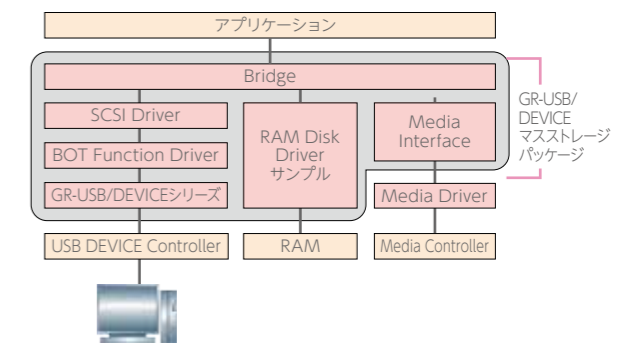 アプリケーション
Bridge
SCSI Driver
BOT Function Driver
GR-USB/DEVICEシリーズ
RAM Disk
Driver
サンプル
Media
Interface
Media Driver
GR-USB/
DEVICE
マスストレージ
パッケージ
USB DEVICE Controller
RAM
Media Controller